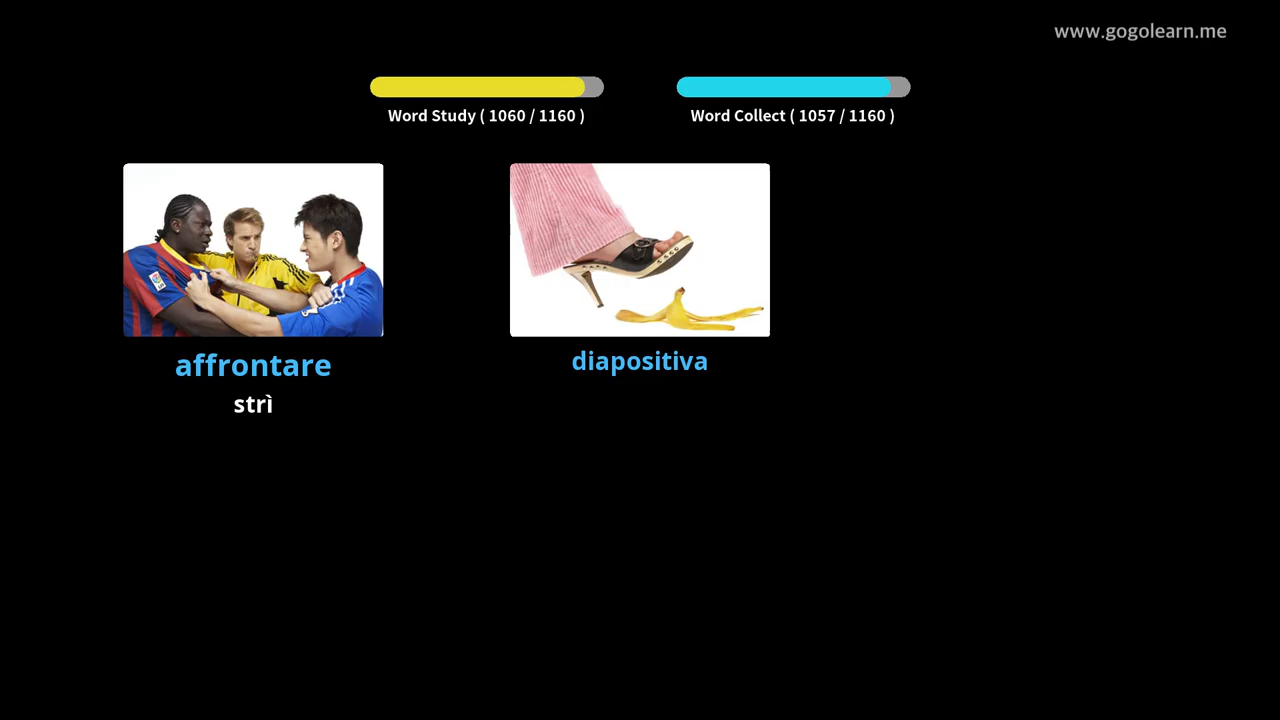 www.gogolearn.me
Word Study ( 1060 / 1160 )
Word Collect ( 1057 / 1160 )
affrontare
diapositiva
strì